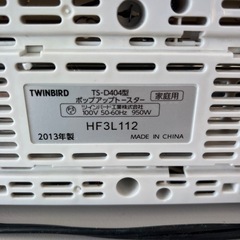 TWINBIRD TS-D404型 家庭用
ポップアップトースター
ツインバード工業株式会社
100V 50-60Hz 950W
2013年製 HF3L112
MADE IN CHINA